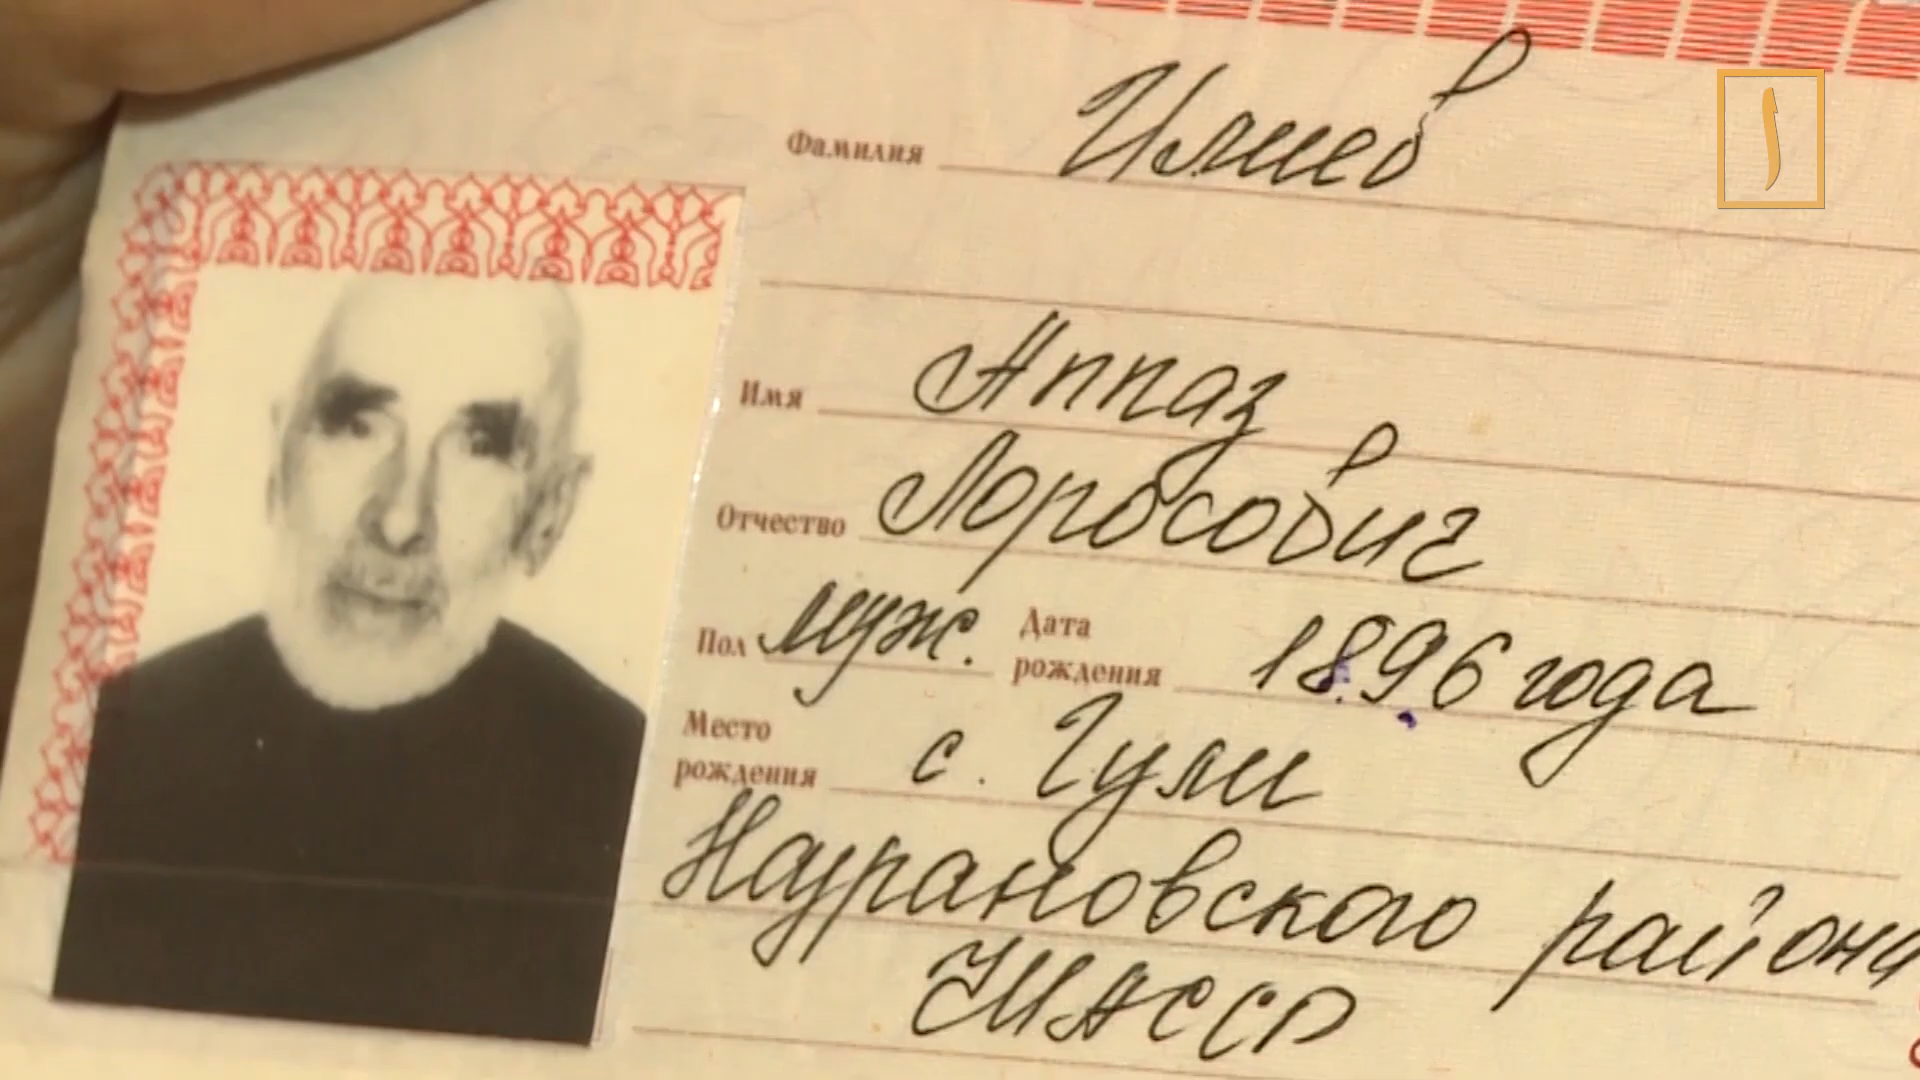 Фамилия Илиев
Имя Аппаз
Отчество Лорсович
Пол муж. Дата рождения 1896 года
Место рождения с. Гули
Назрановского района
ЧИАССР